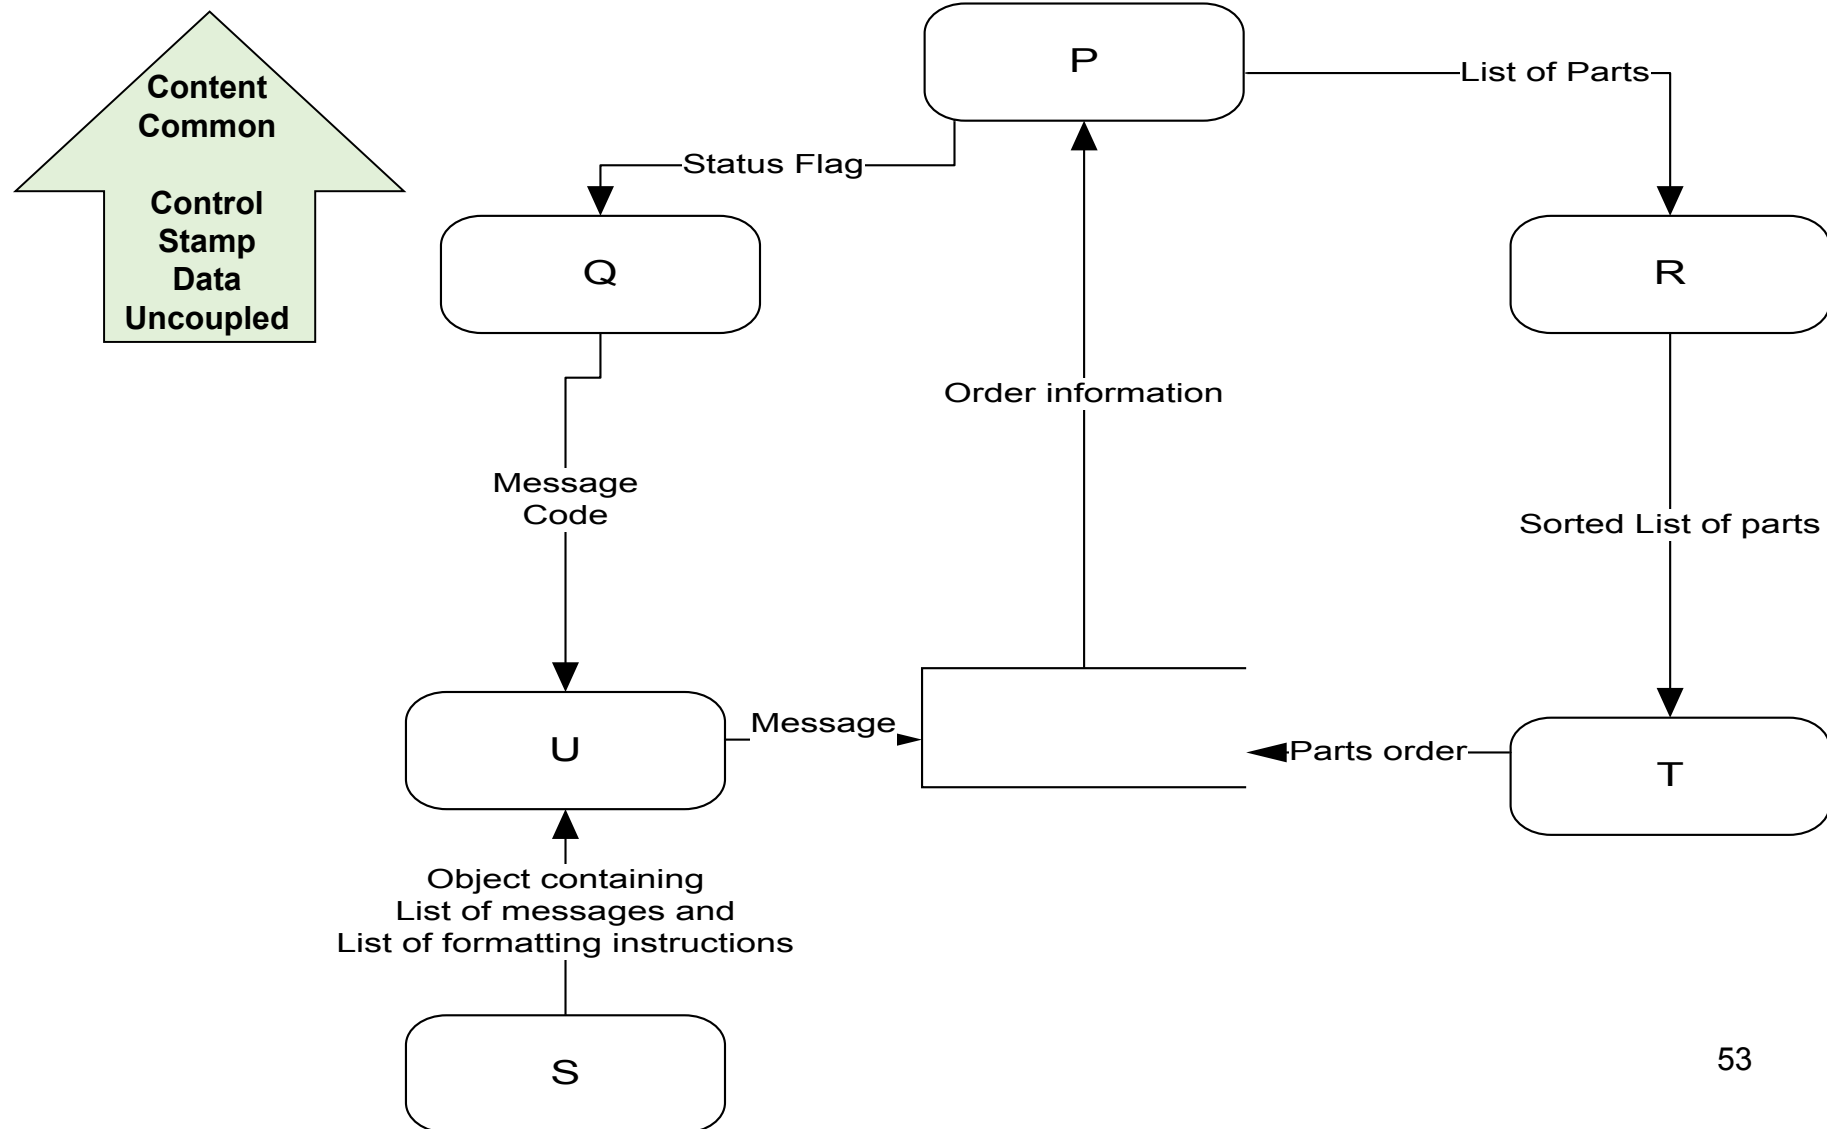 Content
Common
Control
Stamp
Data
Uncoupled
P
List of Parts
Status Flag
Q
R
Order information
Message
Code
Sorted List of parts
U
Message
Parts order
T
Object containing
List of messages and
List of formatting instructions
S
53